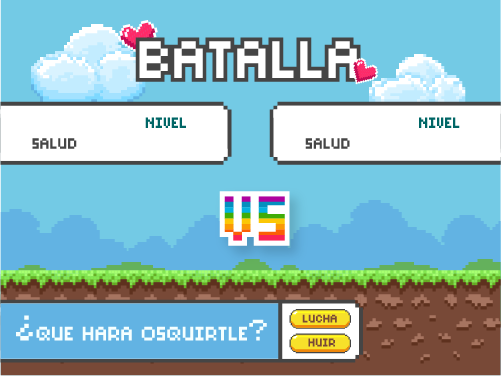 BATALLA
NIVEL
SALUD
NIVEL
SALUD
VS
¿QUE HARA OSQUIRTLE?
LUCHA
HUIR